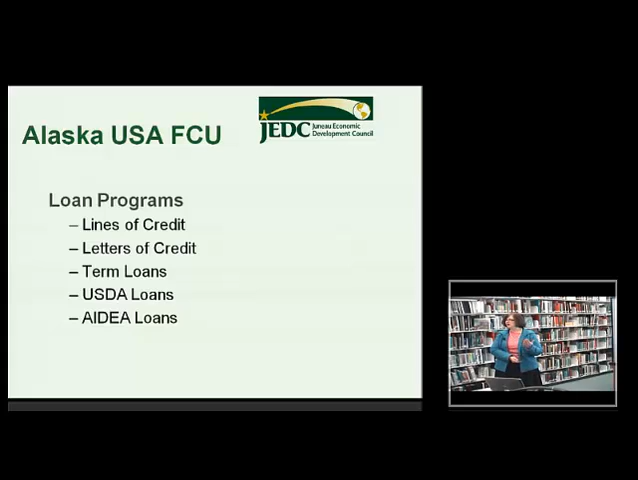 Alaska USA FCU
JEDC Juneau Economic
Development Council
Loan Programs
– Lines of Credit
– Letters of Credit
– Term Loans
– USDA Loans
– AIDEA Loans